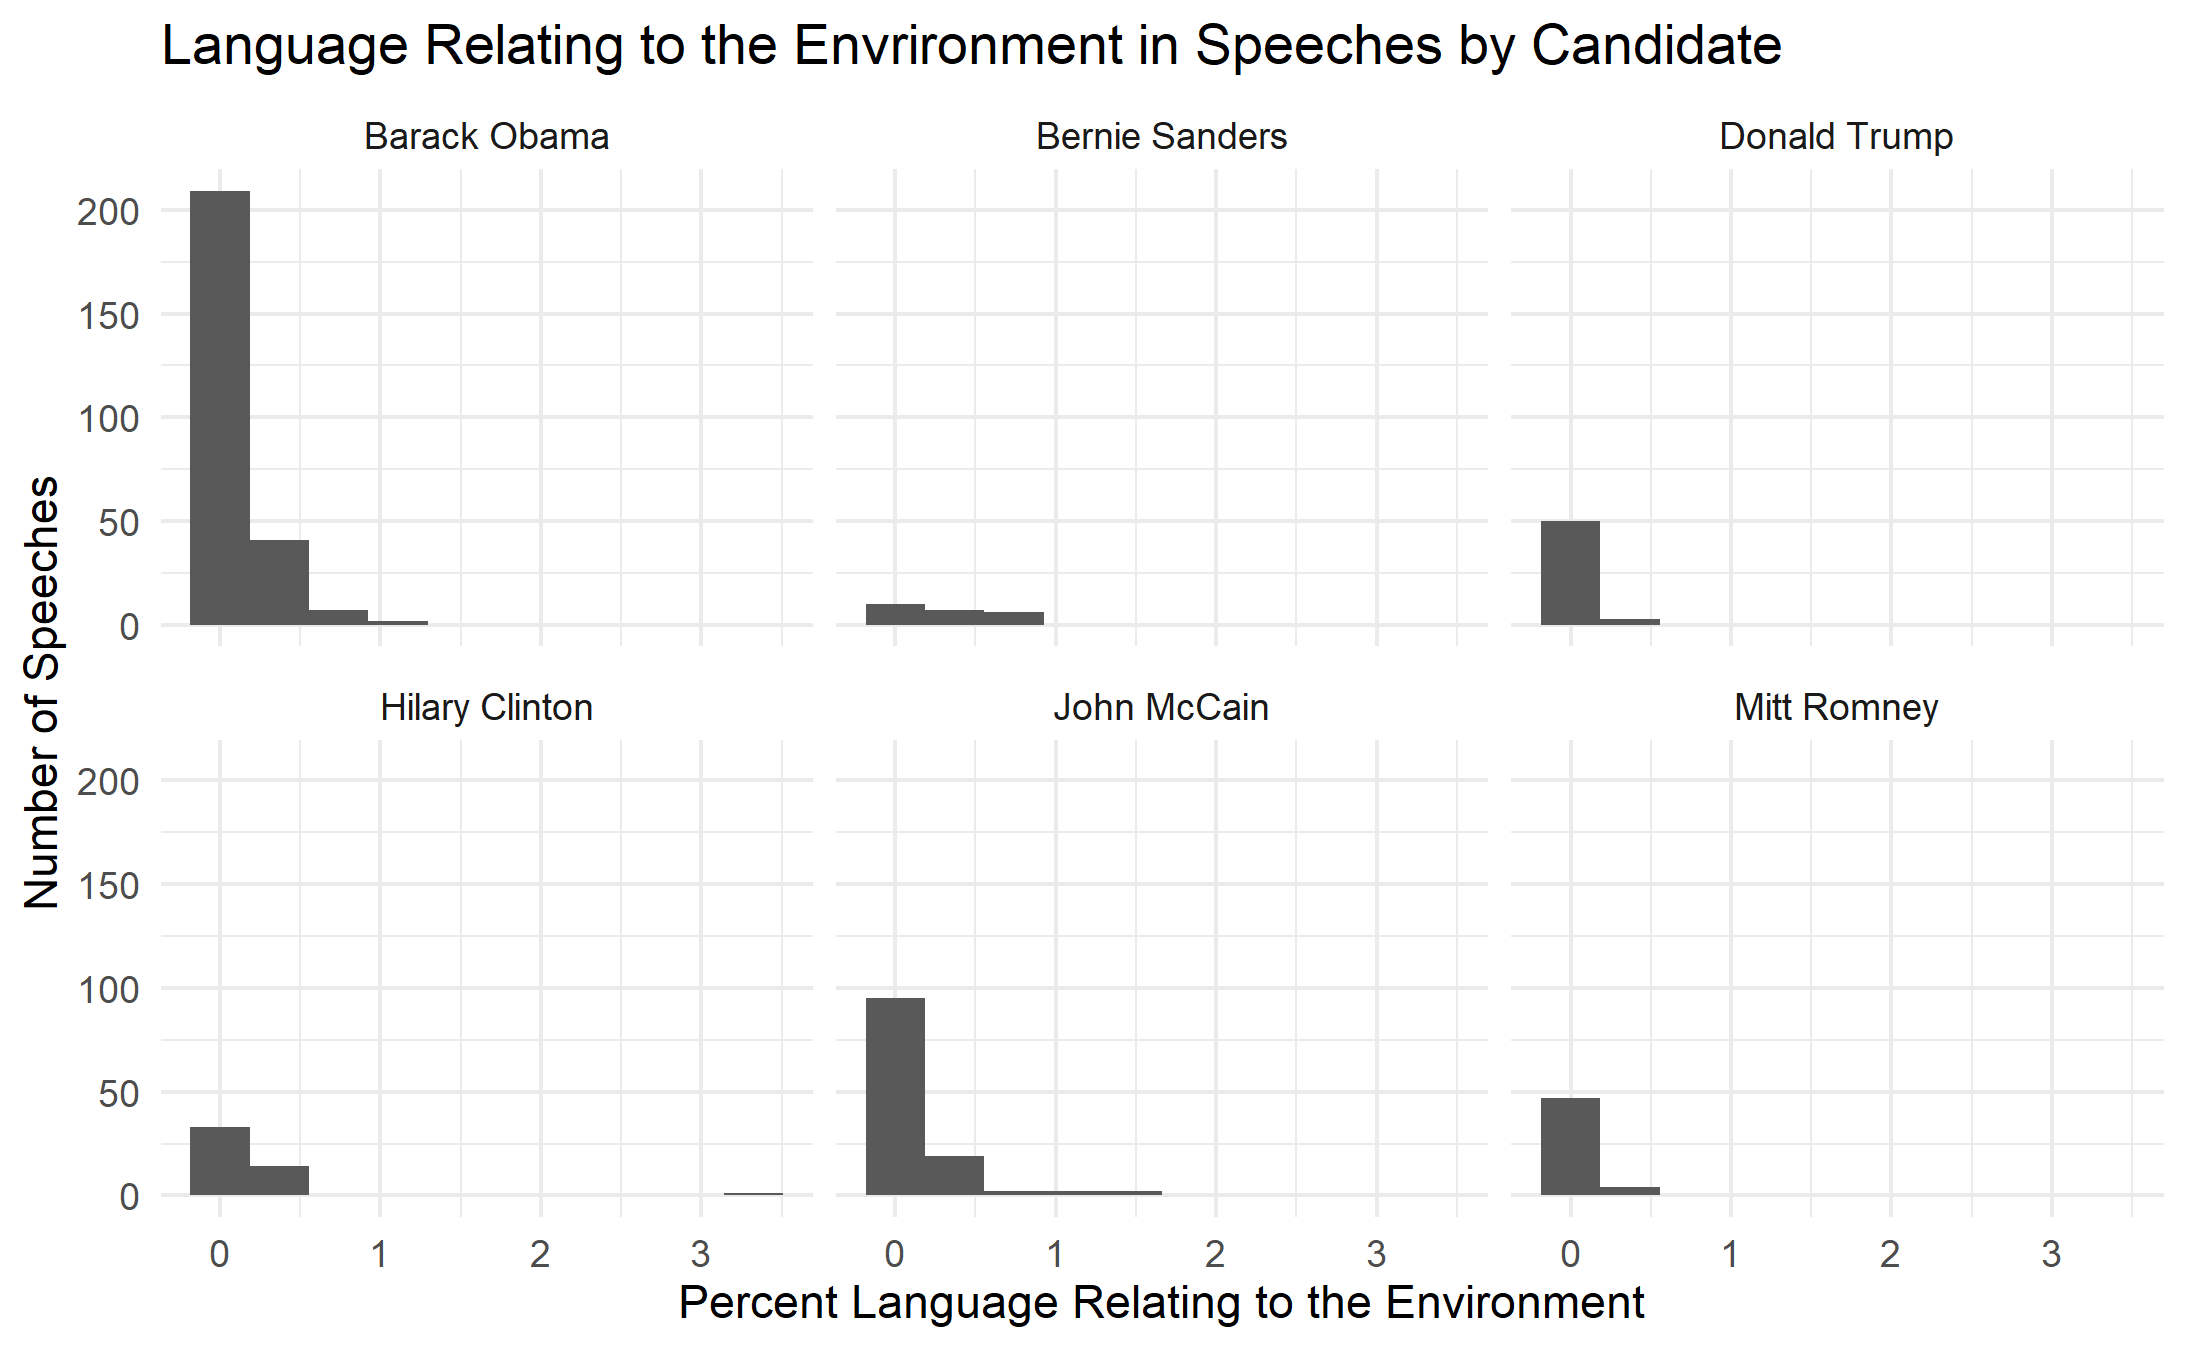 Language Relating to the Envrironment in Speeches by Candidate
Barack Obama
Bernie Sanders
Donald Trump
200
150
100
50
0
Number of Speeches
Hilary Clinton
John McCain
Mitt Romney
200
150
100
50
0
0 1 2 3
0 1 2 3
0 1 2 3
Percent Language Relating to the Environment